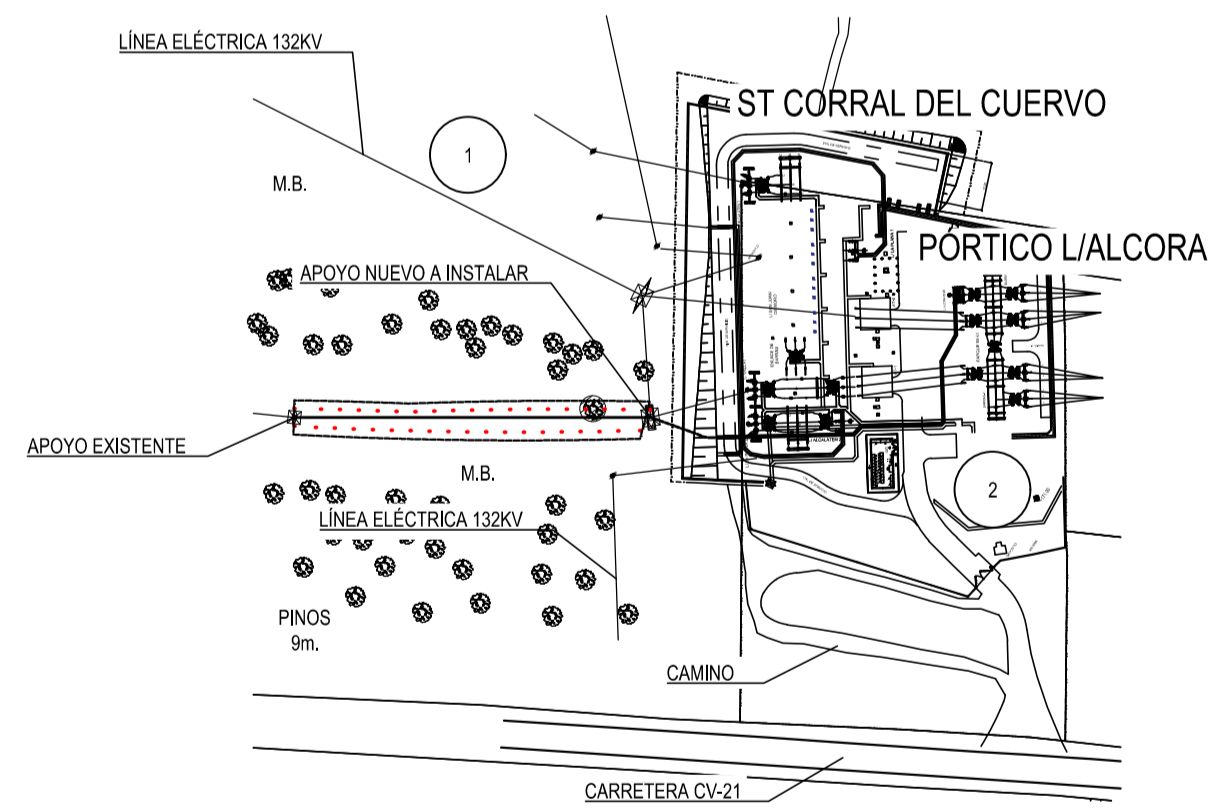 LÍNEA ELÉCTRICA 132KV
ST CORRAL DEL CUERVO
1
M.B.
PÓRTICO L/ALCORA
APOYO NUEVO A INSTALAR
APOYO EXISTENTE
M.B.
2
LÍNEA ELÉCTRICA 132KV
PINOS
9m.
CAMINO
CARRETERA CV-21